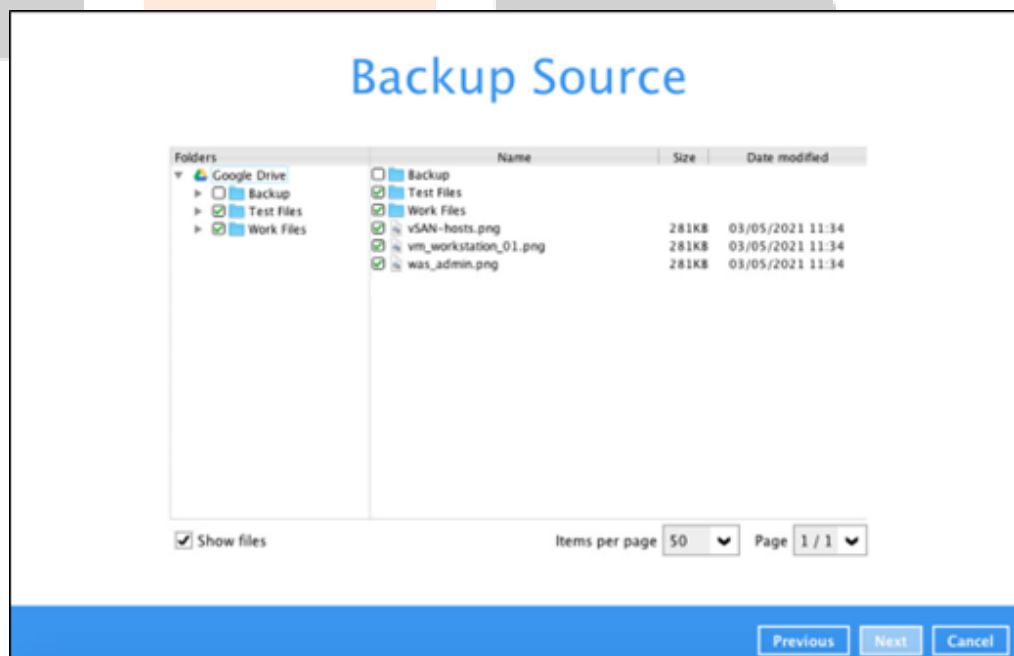 Backup Source
Folders Name Size Date modified
Google Drive Backup
Backup Test Files
Test Files Work Files
Work Files vSAN-hosts.png 281KB 03/05/2021 11:34
vm_workstation_01.png 281KB 03/05/2021 11:34
was_admin.png 281KB 03/05/2021 11:34
Show files Items per page 50 Page 1 / 1
Previous Next Cancel